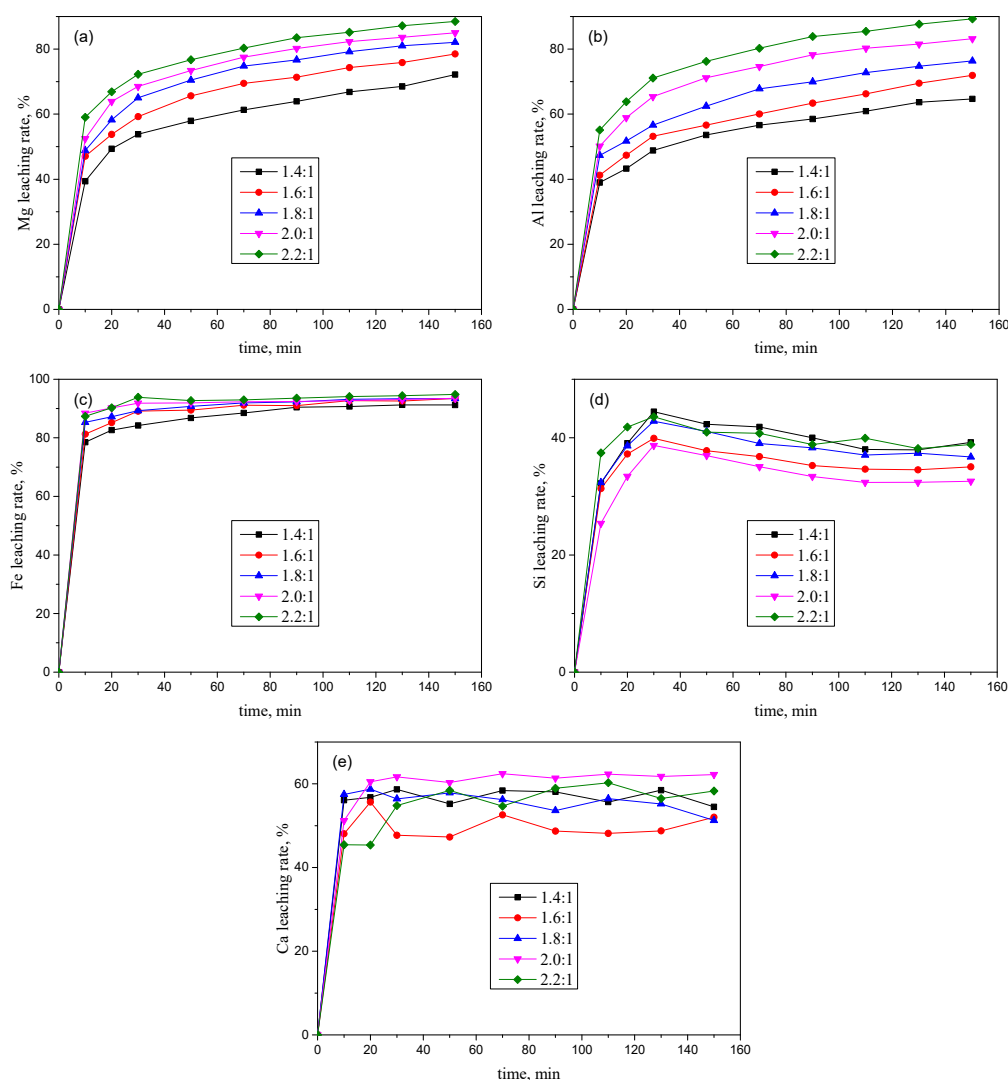 (a)
Mg leaching rate, %
80
60
40
20
0
1.4:1
1.6:1
1.8:1
2.0:1
2.2:1
0 20 40 60 80 100 120 140 160
time, min
(b)
Al leaching rate, %
80
60
40
20
0
1.4:1
1.6:1
1.8:1
2.0:1
2.2:1
0 20 40 60 80 100 120 140 160
time, min
(c)
Fe leaching rate, %
100
80
60
40
20
0
1.4:1
1.6:1
1.8:1
2.0:1
2.2:1
0 20 40 60 80 100 120 140 160
time, min
(d)
Si leaching rate, %
40
20
0
1.4:1
1.6:1
1.8:1
2.0:1
2.2:1
0 20 40 60 80 100 120 140 160
time, min
(e)
Ca leaching rate, %
60
40
20
0
1.4:1
1.6:1
1.8:1
2.0:1
2.2:1
0 20 40 60 80 100 120 140 160
time, min